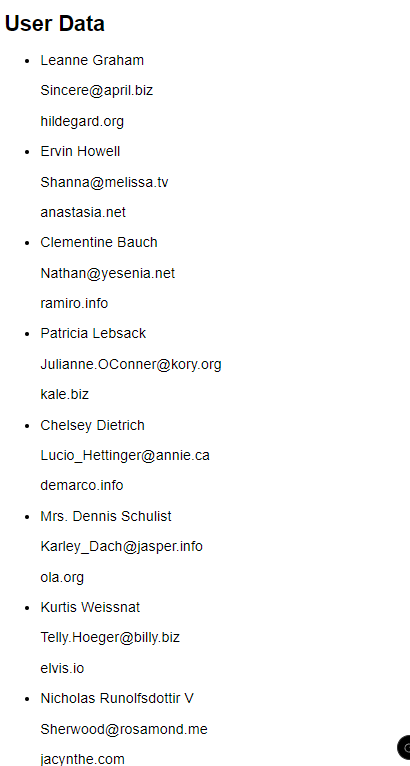 User Data
Leanne Graham
Sincere@april.biz
hildegard.org
Ervin Howell
Shanna@melissa.tv
anastasia.net
Clementine Bauch
Nathan@yesenia.net
ramiro.info
Patricia Lebsack
Julianne.OConner@kory.org
kale.biz
Chelsey Dietrich
Lucio_Hettinger@annie.ca
demarco.info
Mrs. Dennis Schulist
Karley_Dach@jasper.info
ola.org
Kurtis Weissnat
Telly.Hoeger@billy.biz
elvis.io
Nicholas Runolfsdottir V
Sherwood@rosamond.me
jacynthe.com